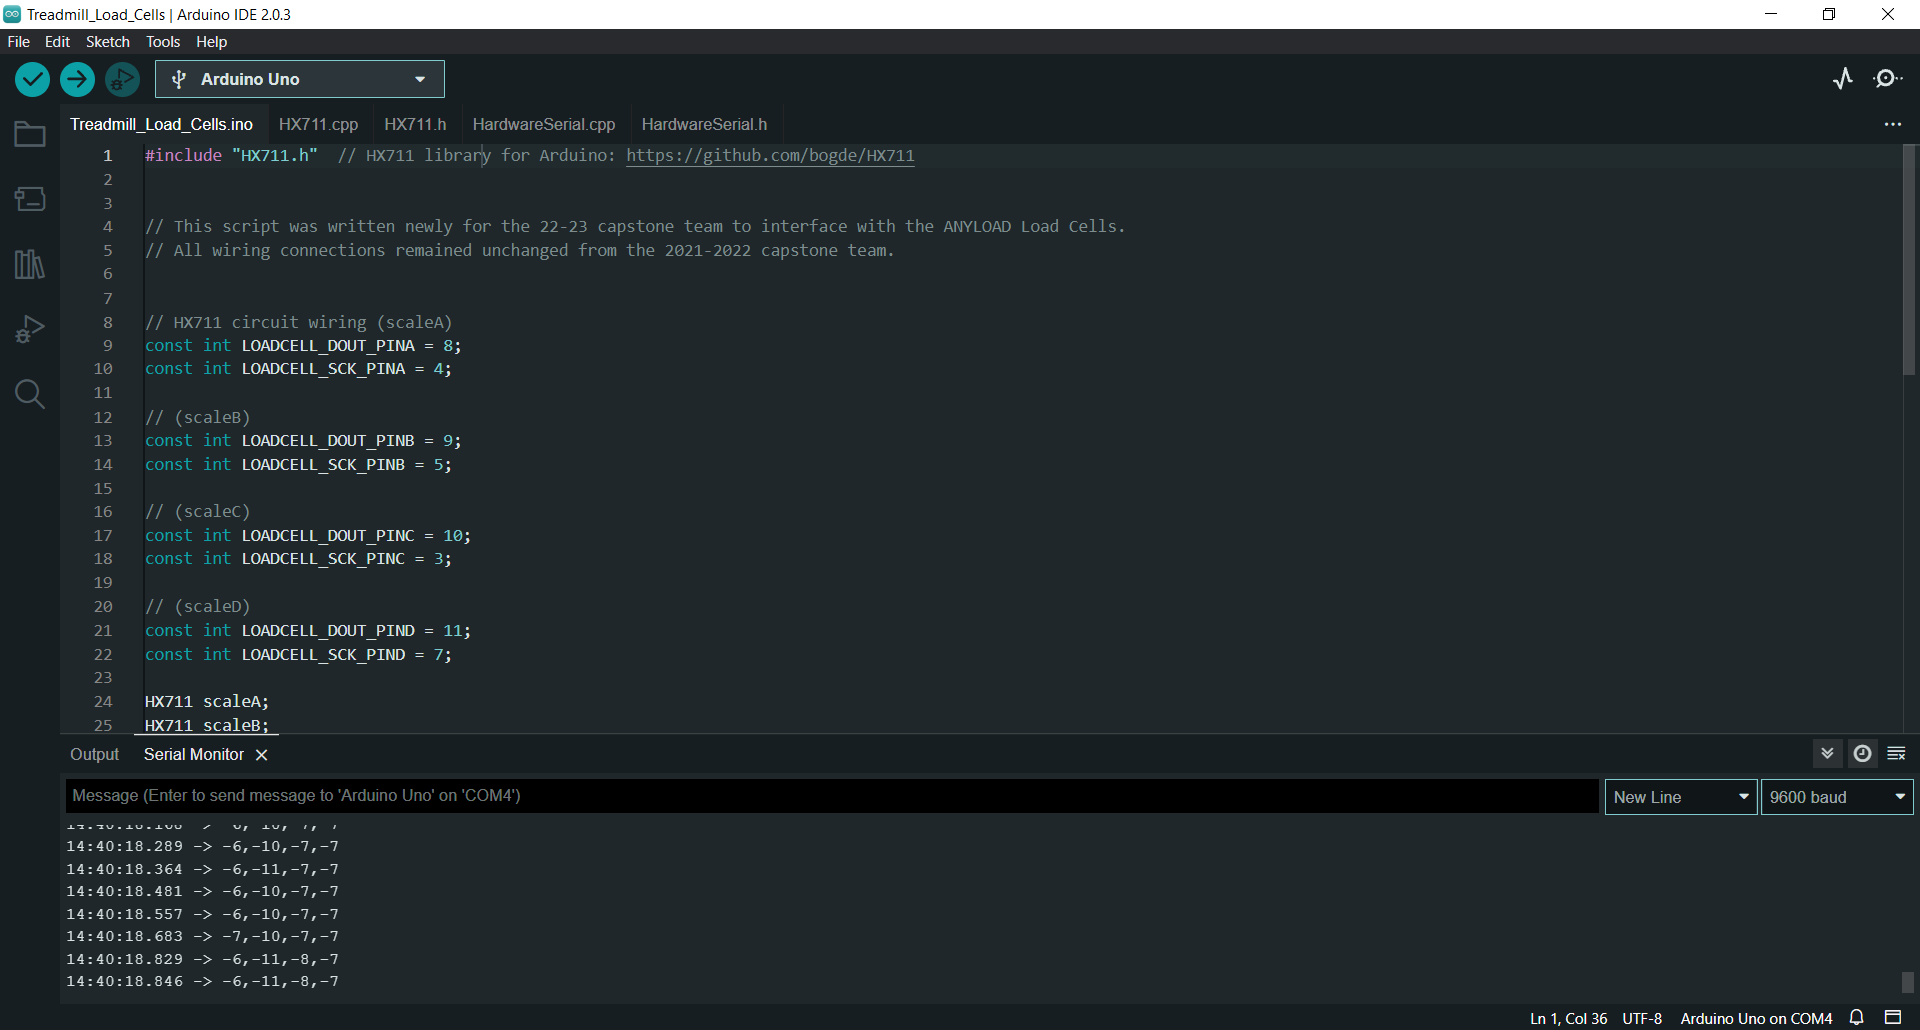 Treadmill_Load_Cells | Arduino IDE 2.0.3
File Edit Sketch Tools Help
Arduino Uno
Treadmill_Load_Cells.ino HX711.cpp HX711.h HardwareSerial.cpp HardwareSerial.h
1 #include "HX711.h" // HX711 library for Arduino: https://github.com/bogde/HX711
2
3
4 // This script was written newly for the 22-23 capstone team to interface with the ANYLOAD Load Cells.
5 // All wiring connections remained unchanged from the 2021-2022 capstone team.
6
7
8 // HX711 circuit wiring (scaleA)
9 const int LOADCELL_DOUT_PINA = 8;
10 const int LOADCELL_SCK_PINA = 4;
11
12 // (scaleB)
13 const int LOADCELL_DOUT_PINB = 9;
14 const int LOADCELL_SCK_PINB = 5;
15
16 // (scaleC)
17 const int LOADCELL_DOUT_PINC = 10;
18 const int LOADCELL_SCK_PINC = 3;
19
20 // (scaleD)
21 const int LOADCELL_DOUT_PIND = 11;
22 const int LOADCELL_SCK_PIND = 7;
23
24 HX711 scaleA;
25 HX711 scaleB;
Output Serial Monitor
Message (Enter to send message to 'Arduino Uno' on 'COM4')
New Line 9600 baud
14:40:18.289 -> -6,-10,-7,-7
14:40:18.364 -> -6,-11,-7,-7
14:40:18.481 -> -6,-10,-7,-7
14:40:18.557 -> -6,-10,-7,-7
14:40:18.683 -> -7,-10,-7,-7
14:40:18.829 -> -6,-11,-8,-7
14:40:18.846 -> -6,-11,-8,-7
Ln 1, Col 36 UTF-8 Arduino Uno on COM4